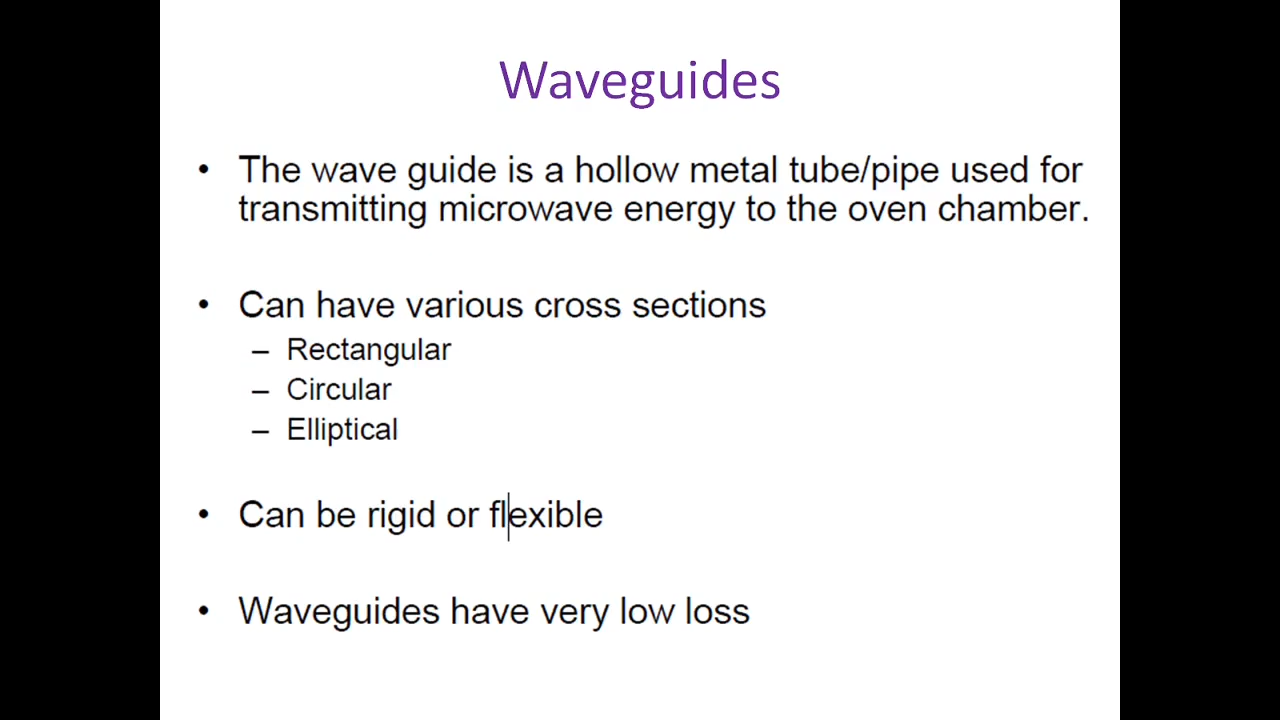 Waveguides
• The wave guide is a hollow metal tube/pipe used for
transmitting microwave energy to the oven chamber.
• Can have various cross sections
– Rectangular
– Circular
– Elliptical
• Can be rigid or flexible
• Waveguides have very low loss